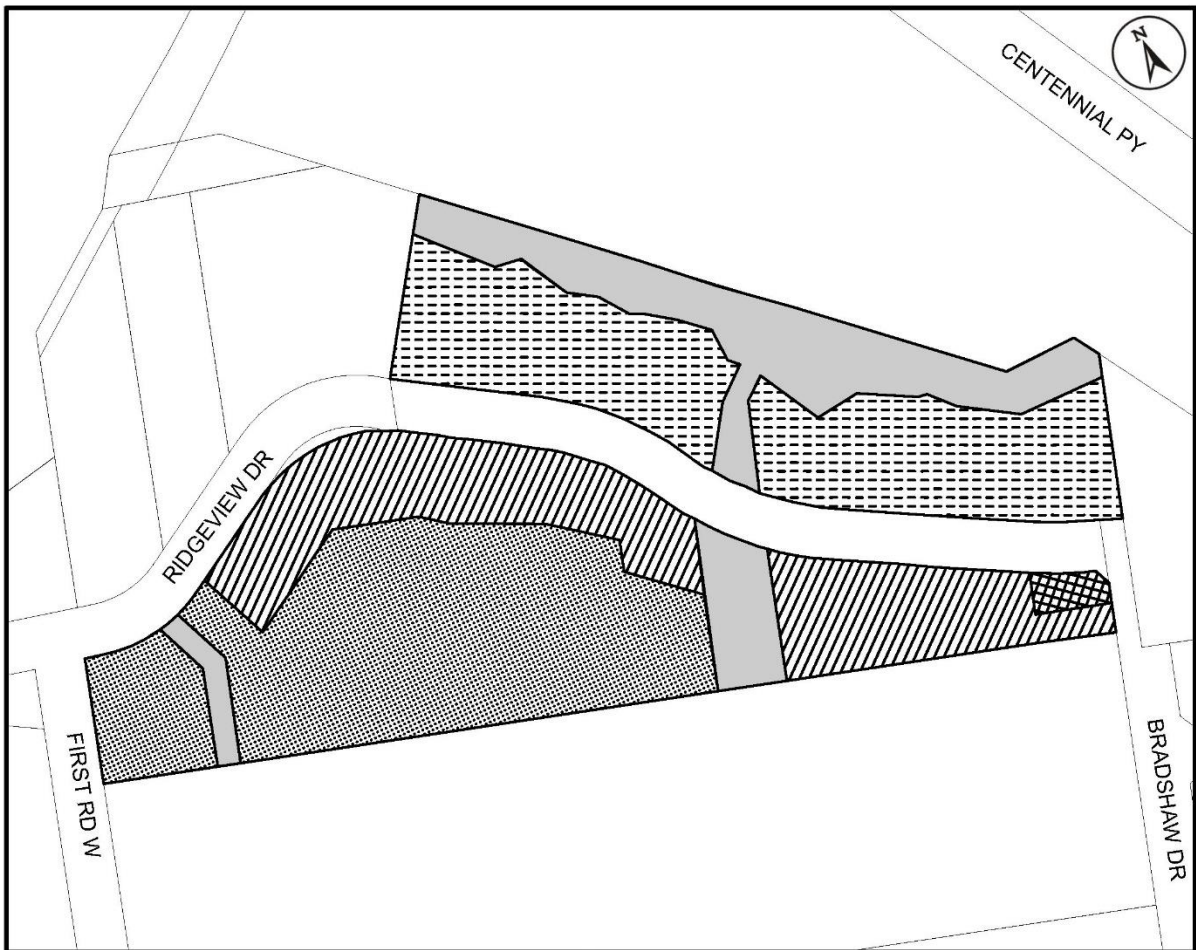 N
CENTENNIAL PY
RIDGEVIEW DR
FIRST RD W
BRADSHAW DR